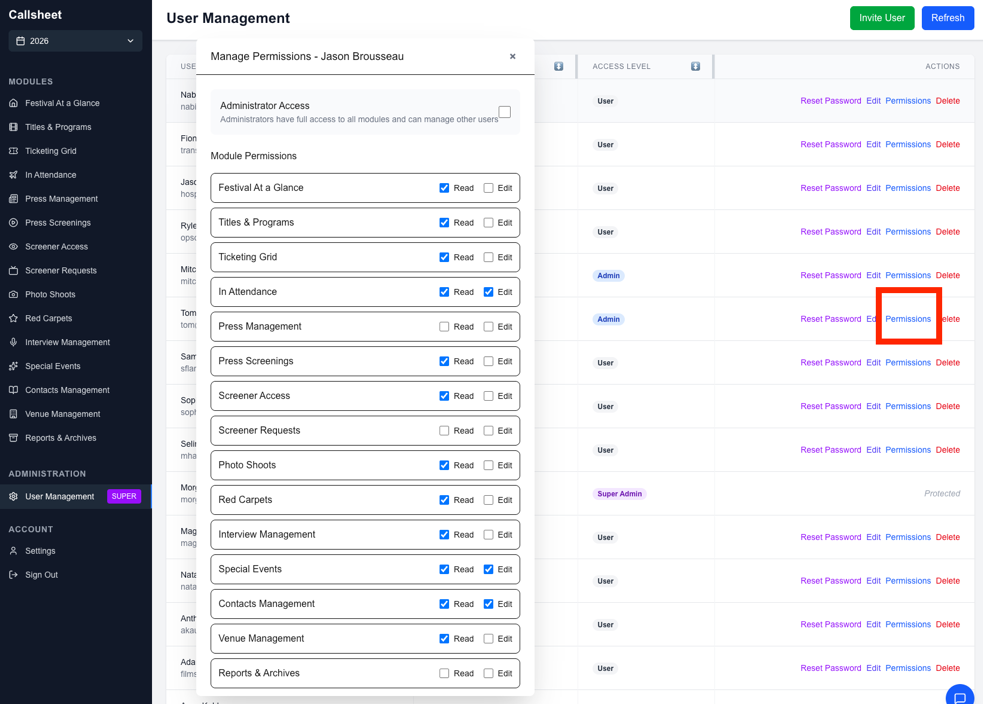 Callsheet
2026
MODULES
Festival At a Glance
Titles & Programs
Ticketing Grid
In Attendance
Press Management
Press Screenings
Screener Access
Screener Requests
Photo Shoots
Red Carpets
Interview Management
Special Events
Contacts Management
Venue Management
Reports & Archives
ADMINISTRATION
User Management SUPER
ACCOUNT
Settings
Sign Out
User Management
Invite User Refresh
USE ACCESS LEVEL ACTIONS
Nab
nabi
User Reset Password Edit Permissions Delete
Fion
trans
User Reset Password Edit Permissions Delete
Jaso
hosp
User Reset Password Edit Permissions Delete
Ryle
opsc
User Reset Password Edit Permissions Delete
Mitc
mitc
Admin Reset Password Edit Permissions Delete
Tom
toma
Admin Reset Password Ed Permissions elete
Sam
sflar
User Reset Password Edit Permissions Delete
Sop
soph
User Reset Password Edit Permissions Delete
Selin
mha
User Reset Password Edit Permissions Delete
Morg
morg
Super Admin Protected
Mag
mag
User Reset Password Edit Permissions Delete
Nata
nata
User Reset Password Edit Permissions Delete
Anth
akau
User Reset Password Edit Permissions Delete
Ada
films
User Reset Password Edit Permissions Delete
Manage Permissions - Jason Brousseau ×
Administrator Access
Administrators have full access to all modules and can manage other users
Module Permissions
Festival At a Glance Read Edit
Titles & Programs Read Edit
Ticketing Grid Read Edit
In Attendance Read Edit
Press Management Read Edit
Press Screenings Read Edit
Screener Access Read Edit
Screener Requests Read Edit
Photo Shoots Read Edit
Red Carpets Read Edit
Interview Management Read Edit
Special Events Read Edit
Contacts Management Read Edit
Venue Management Read Edit
Reports & Archives Read Edit